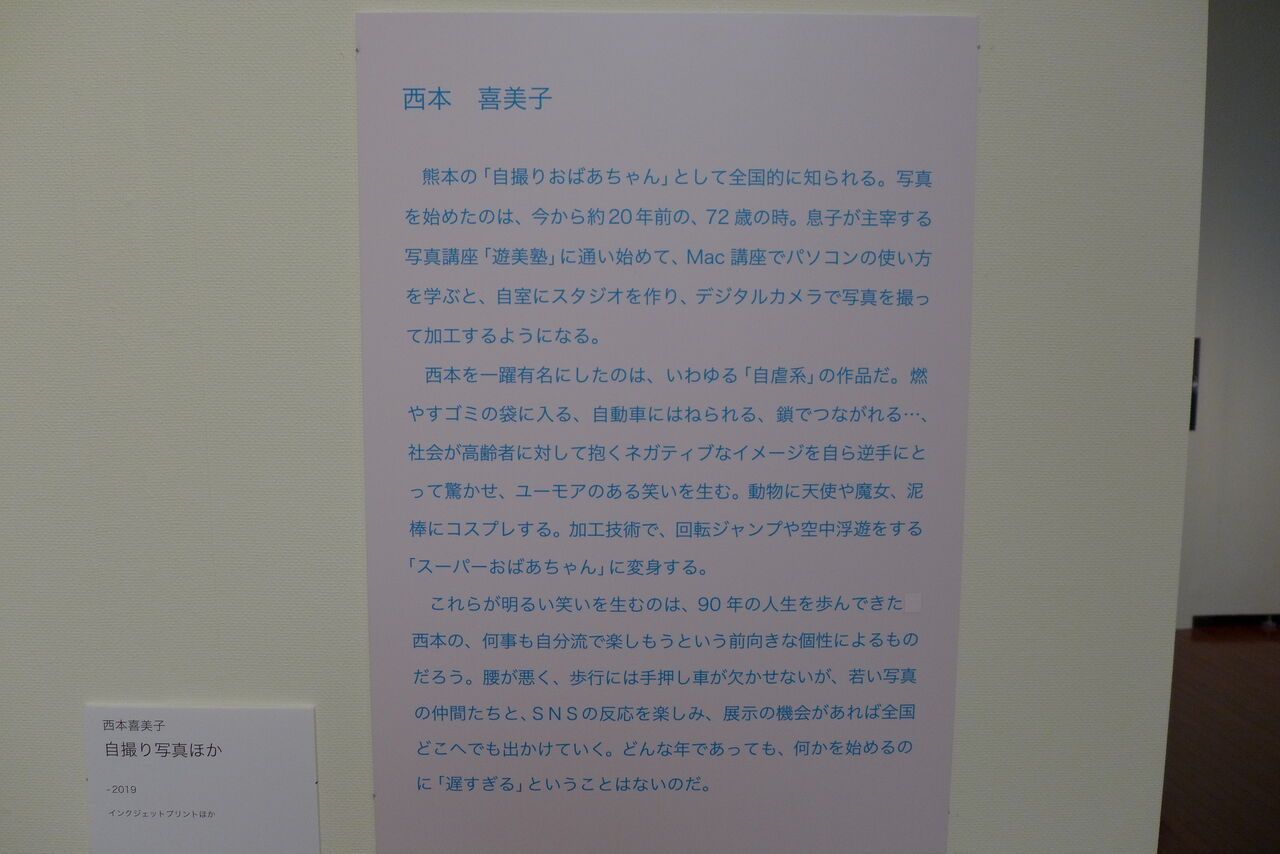 西本　喜美子
　熊本の「自撮りおばあちゃん」として全国的に知られる。写真
を始めたのは、今から約20年前の、72歳の時。息子が主宰する
写真講座「遊美塾」に通い始めて、Mac 講座でパソコンの使い方
を学ぶと、自室にスタジオを作り、デジタルカメラで写真を撮っ
て加工するようになる。
　西本を一躍有名にしたのは、いわゆる「自虐系」の作品だ。燃
やすゴミの袋に入る、自動車にはねられる、鎖でつながれる…、
社会が高齢者に対して抱くネガティブなイメージを自ら逆手にと
って驚かせ、ユーモアのある笑いを生む。動物に天使や魔女、泥
棒にコスプレする。加工技術で、回転ジャンプや空中浮遊をする
「スーパーおばあちゃん」に変身する。
　これらが明るい笑いを生むのは、90年の人生を歩んできた
西本の、何事も自分流で楽しもうという前向きな個性によるもの
だろう。腰が悪く、歩行には手押し車が欠かせないが、若い写真
の仲間たちと、SNSの反応を楽しみ、展示の機会があれば全国
どこへでも出かけていく。どんな年であっても、何かを始めるの
に「遅すぎる」ということはないのだ。
西本喜美子
自撮り写真ほか
-2019
インクジェットプリントほか